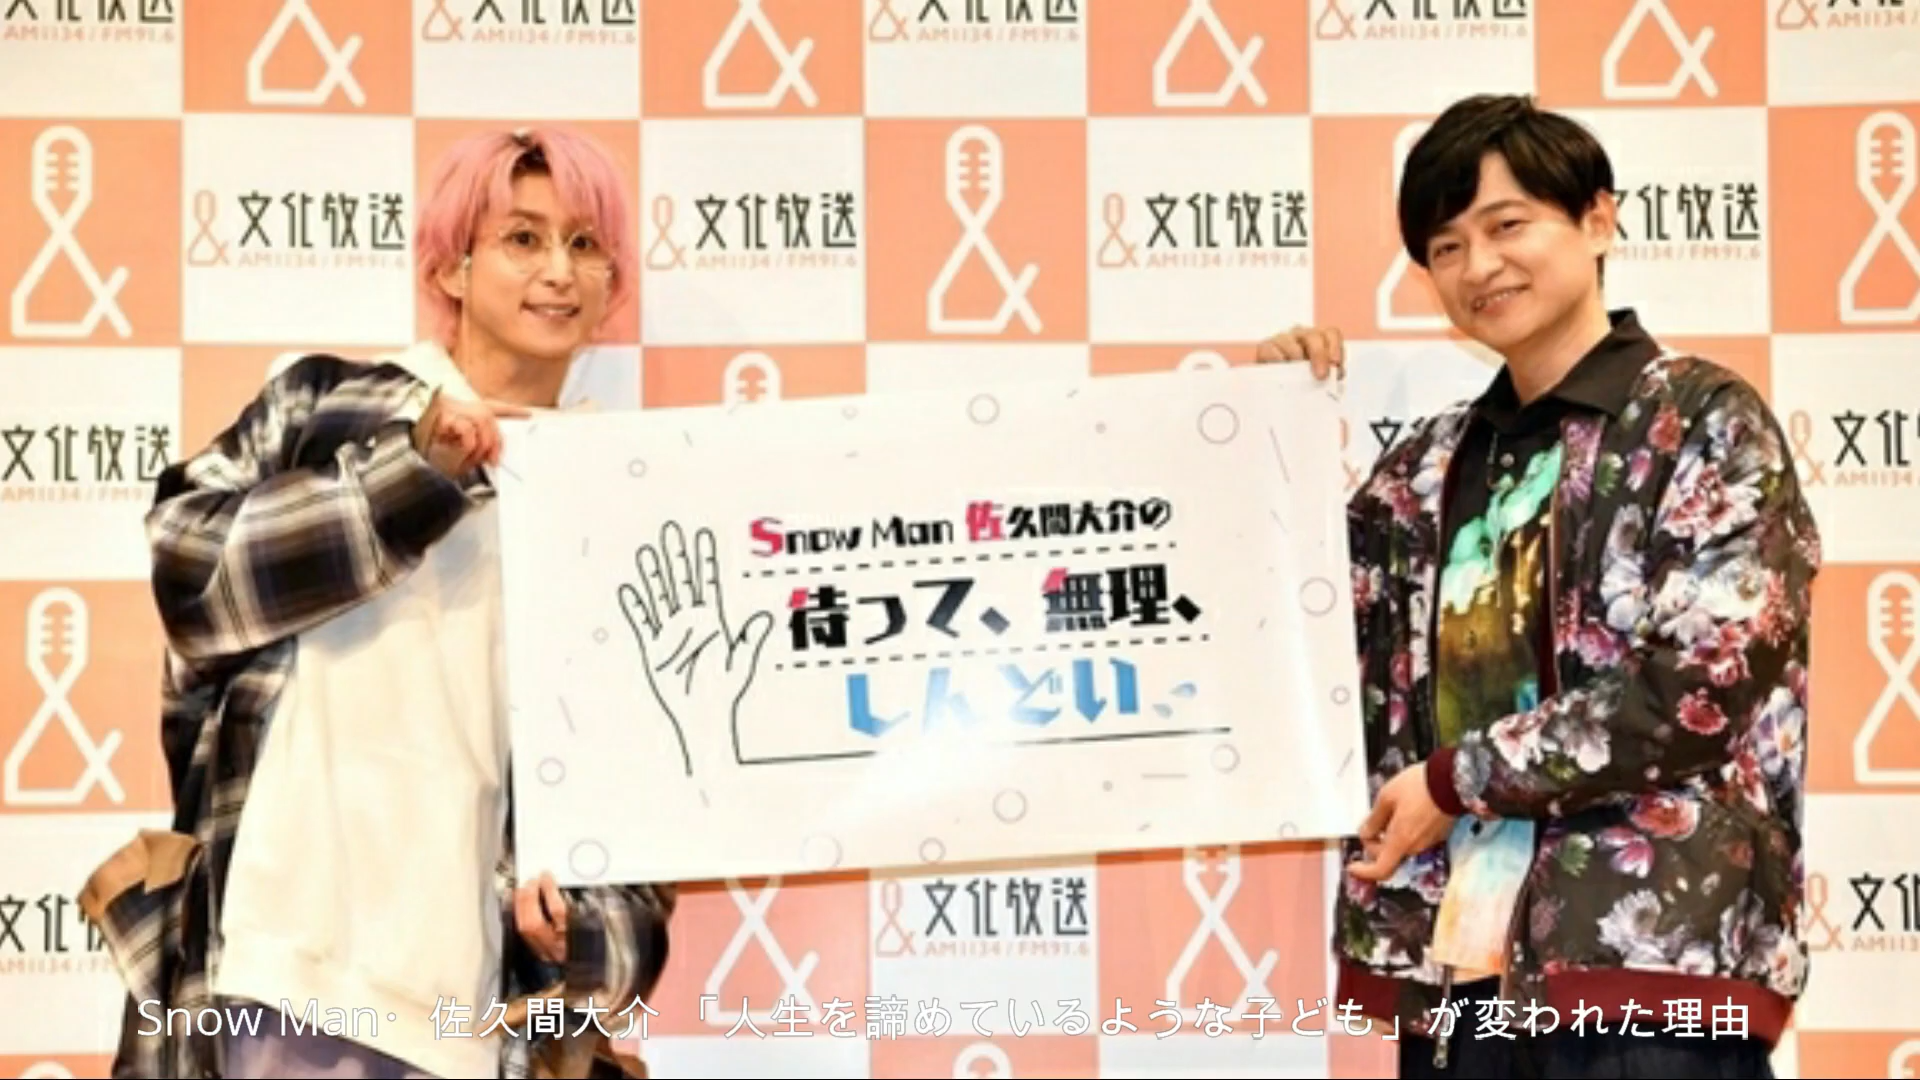 文化放送
AM1134 / FM91.6
Snow Man 佐久間大介の
待って、無理、
しんどい、、
Snow Man・佐久間大介「人生を諦めているような子ども」が変われた理由